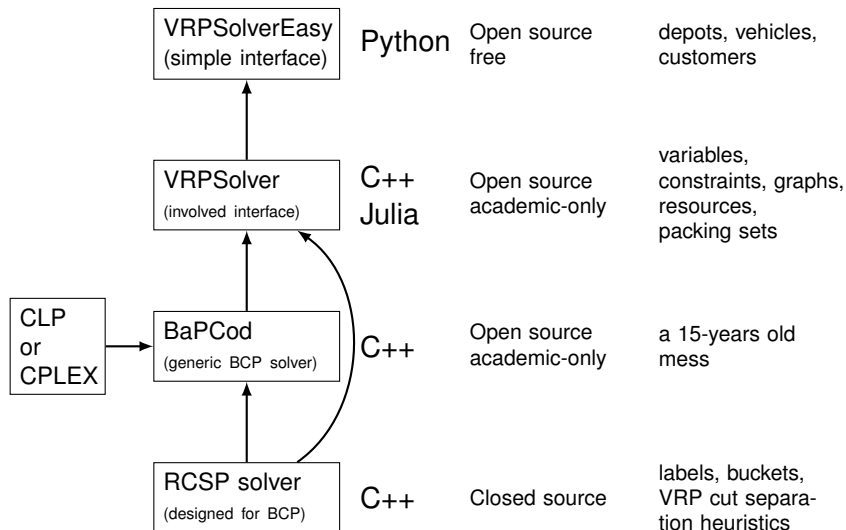 VRPSolverEasy
(simple interface)
Python
Open source
free
depots, vehicles,
customers
VRPSolver
(involved interface)
C++
Julia
Open source
academic-only
variables,
constraints, graphs,
resources,
packing sets
CLP
or
CPLEX
BaPCod
(generic BCP solver)
C++
Open source
academic-only
a 15-years old
mess
RCSP solver
(designed for BCP)
C++
Closed source
labels, buckets,
VRP cut separa-
tion heuristics